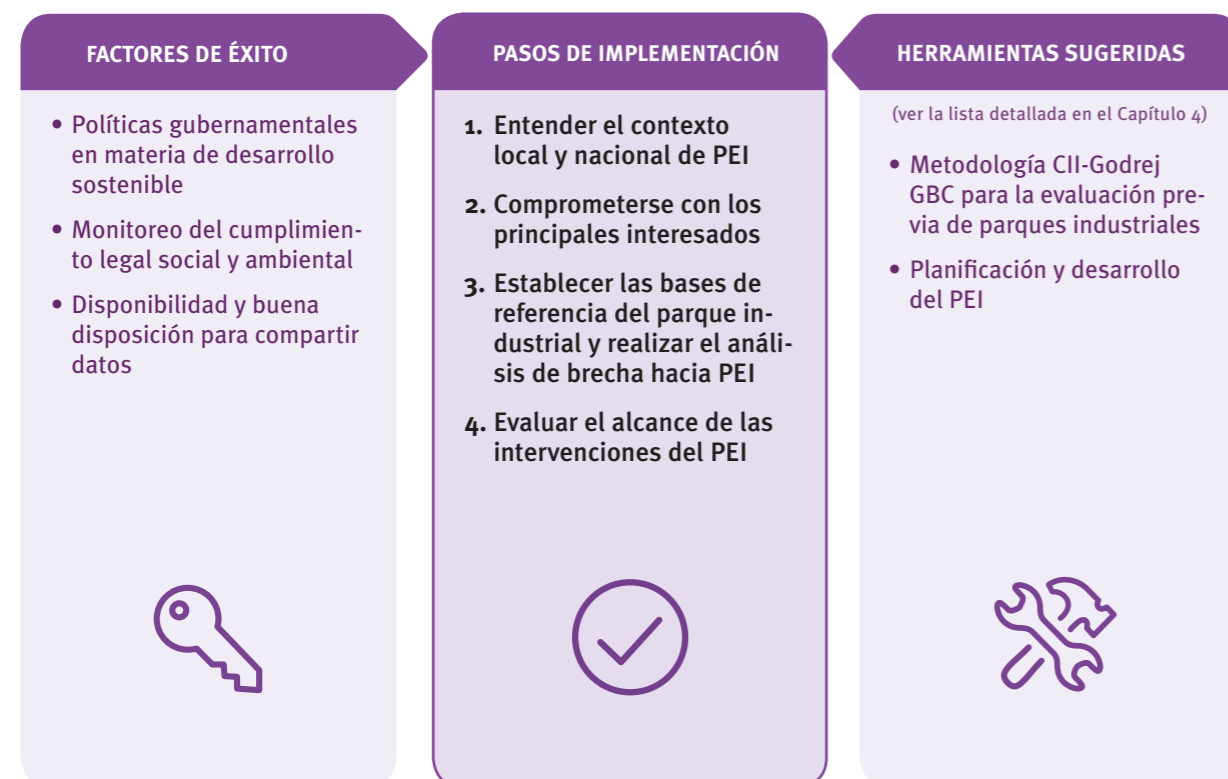 FACTORES DE ÉXITO
• Políticas gubernamentales
en materia de desarrollo
sostenible
• Monitoreo del cumplimien-
to legal social y ambiental
• Disponibilidad y buena
disposición para compartir
datos
PASOS DE IMPLEMENTACIÓN
1. Entender el contexto
local y nacional de PEI
2. Comprometerse con los
principales interesados
3. Establecer las bases de
referencia del parque in-
dustrial y realizar el análi-
sis de brecha hacia PEI
4. Evaluar el alcance de las
intervenciones del PEI
HERRAMIENTAS SUGERIDAS
(ver la lista detallada en el Capítulo 4)
• Metodología CII-Godrej
GBC para la evaluación pre-
via de parques industriales
• Planificación y desarrollo
del PEI